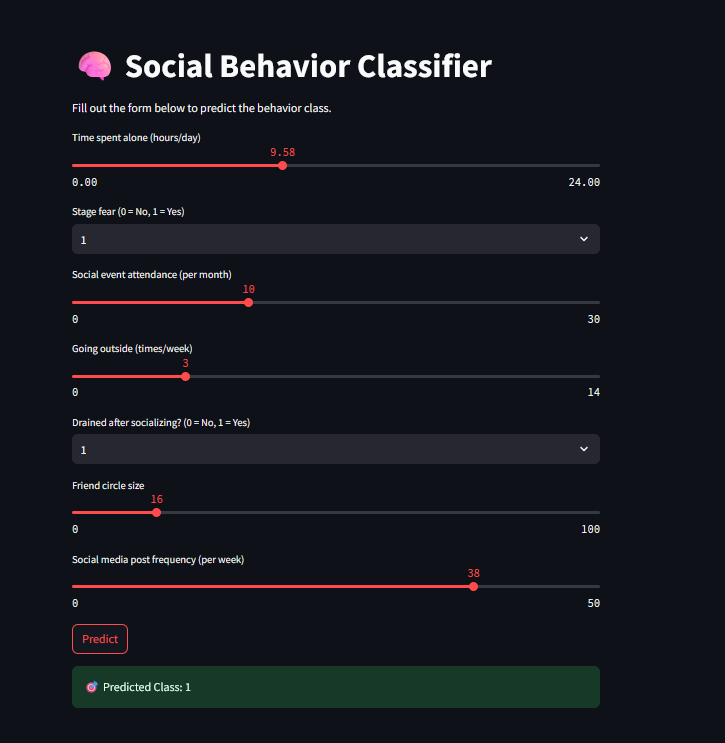 🧠 Social Behavior Classifier
Fill out the form below to predict the behavior class.
Time spent alone (hours/day)
9.58
0.00 24.00
Stage fear (0 = No, 1 = Yes)
1
Social event attendance (per month)
10
0 30
Going outside (times/week)
3
0 14
Drained after socializing? (0 = No, 1 = Yes)
1
Friend circle size
16
0 100
Social media post frequency (per week)
38
0 50
Predict
🎯 Predicted Class: 1